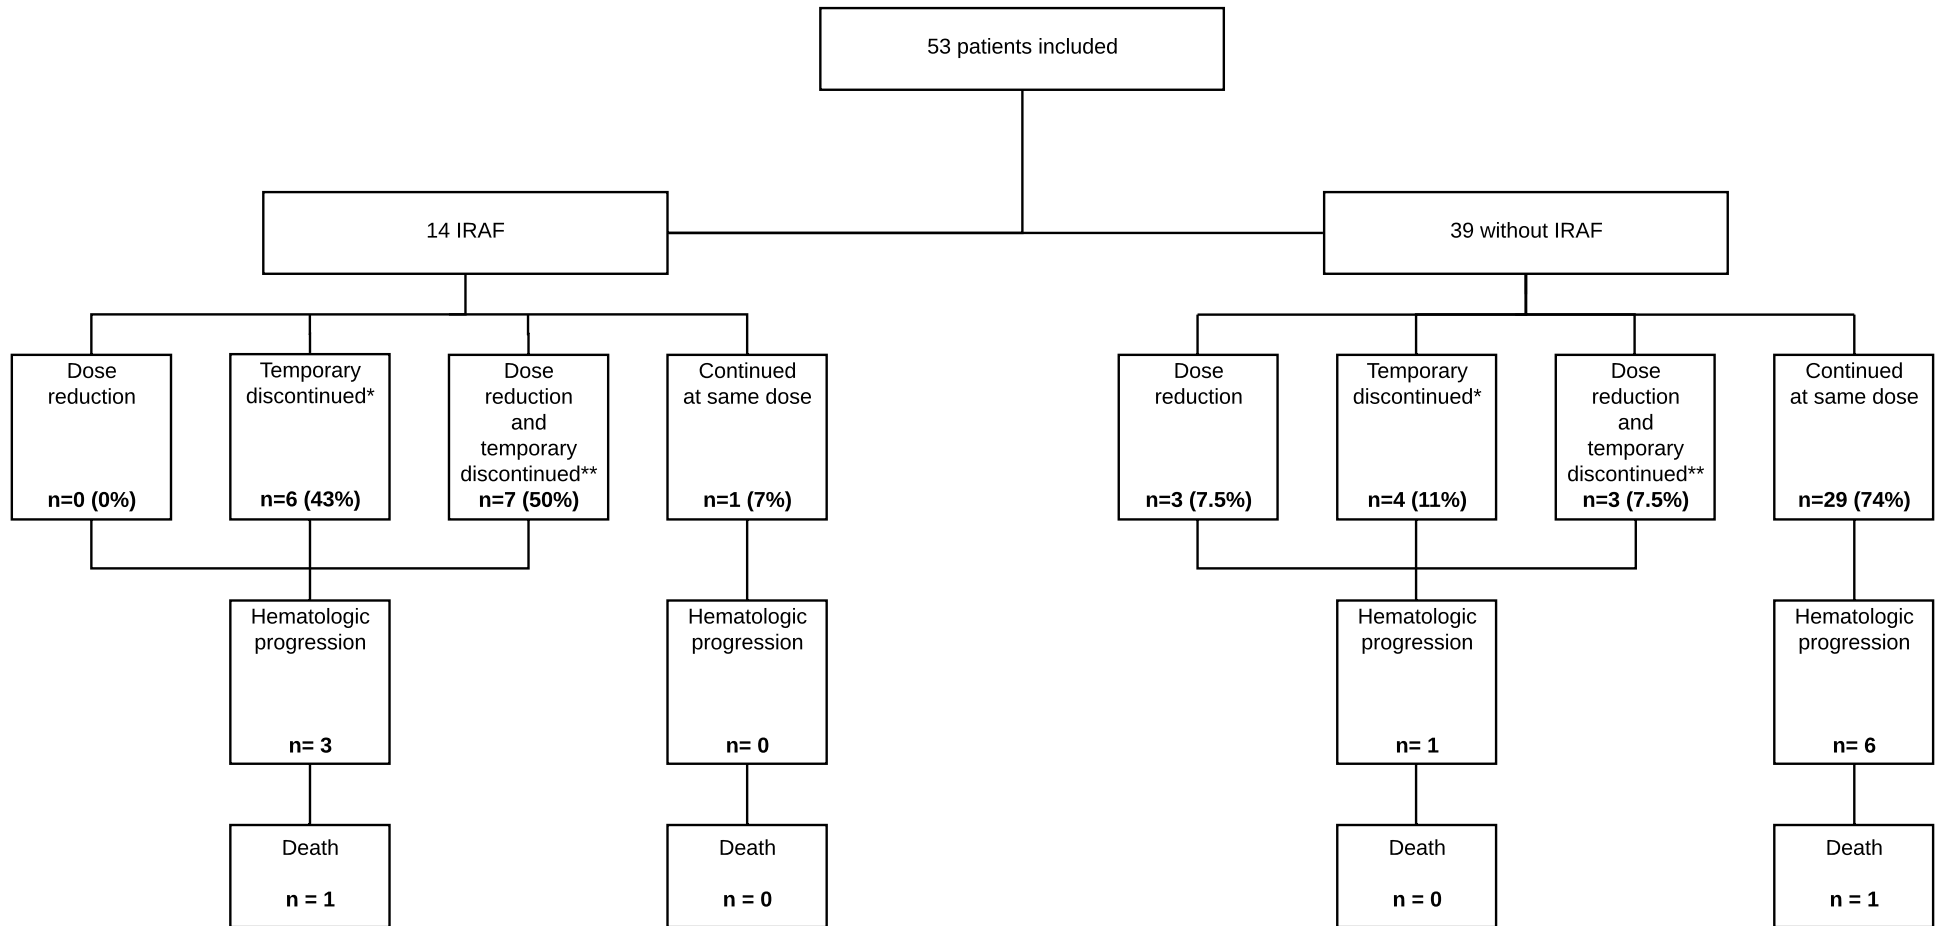 53 patients included
14 IRAF
39 without IRAF
Dose
reduction
n=0 (0%)
Temporary
discontinued*
n=6 (43%)
Dose
reduction
and
temporary
discontinued**
n=7 (50%)
Continued
at same dose
n=1 (7%)
Dose
reduction
n=3 (7.5%)
Temporary
discontinued*
n=4 (11%)
Dose
reduction
and
temporary
discontinued**
n=3 (7.5%)
Continued
at same dose
n=29 (74%)
Hematologic
progression
n= 3
Hematologic
progression
n= 0
Hematologic
progression
n= 1
Hematologic
progression
n= 6
Death
n = 1
Death
n = 0
Death
n = 0
Death
n = 1